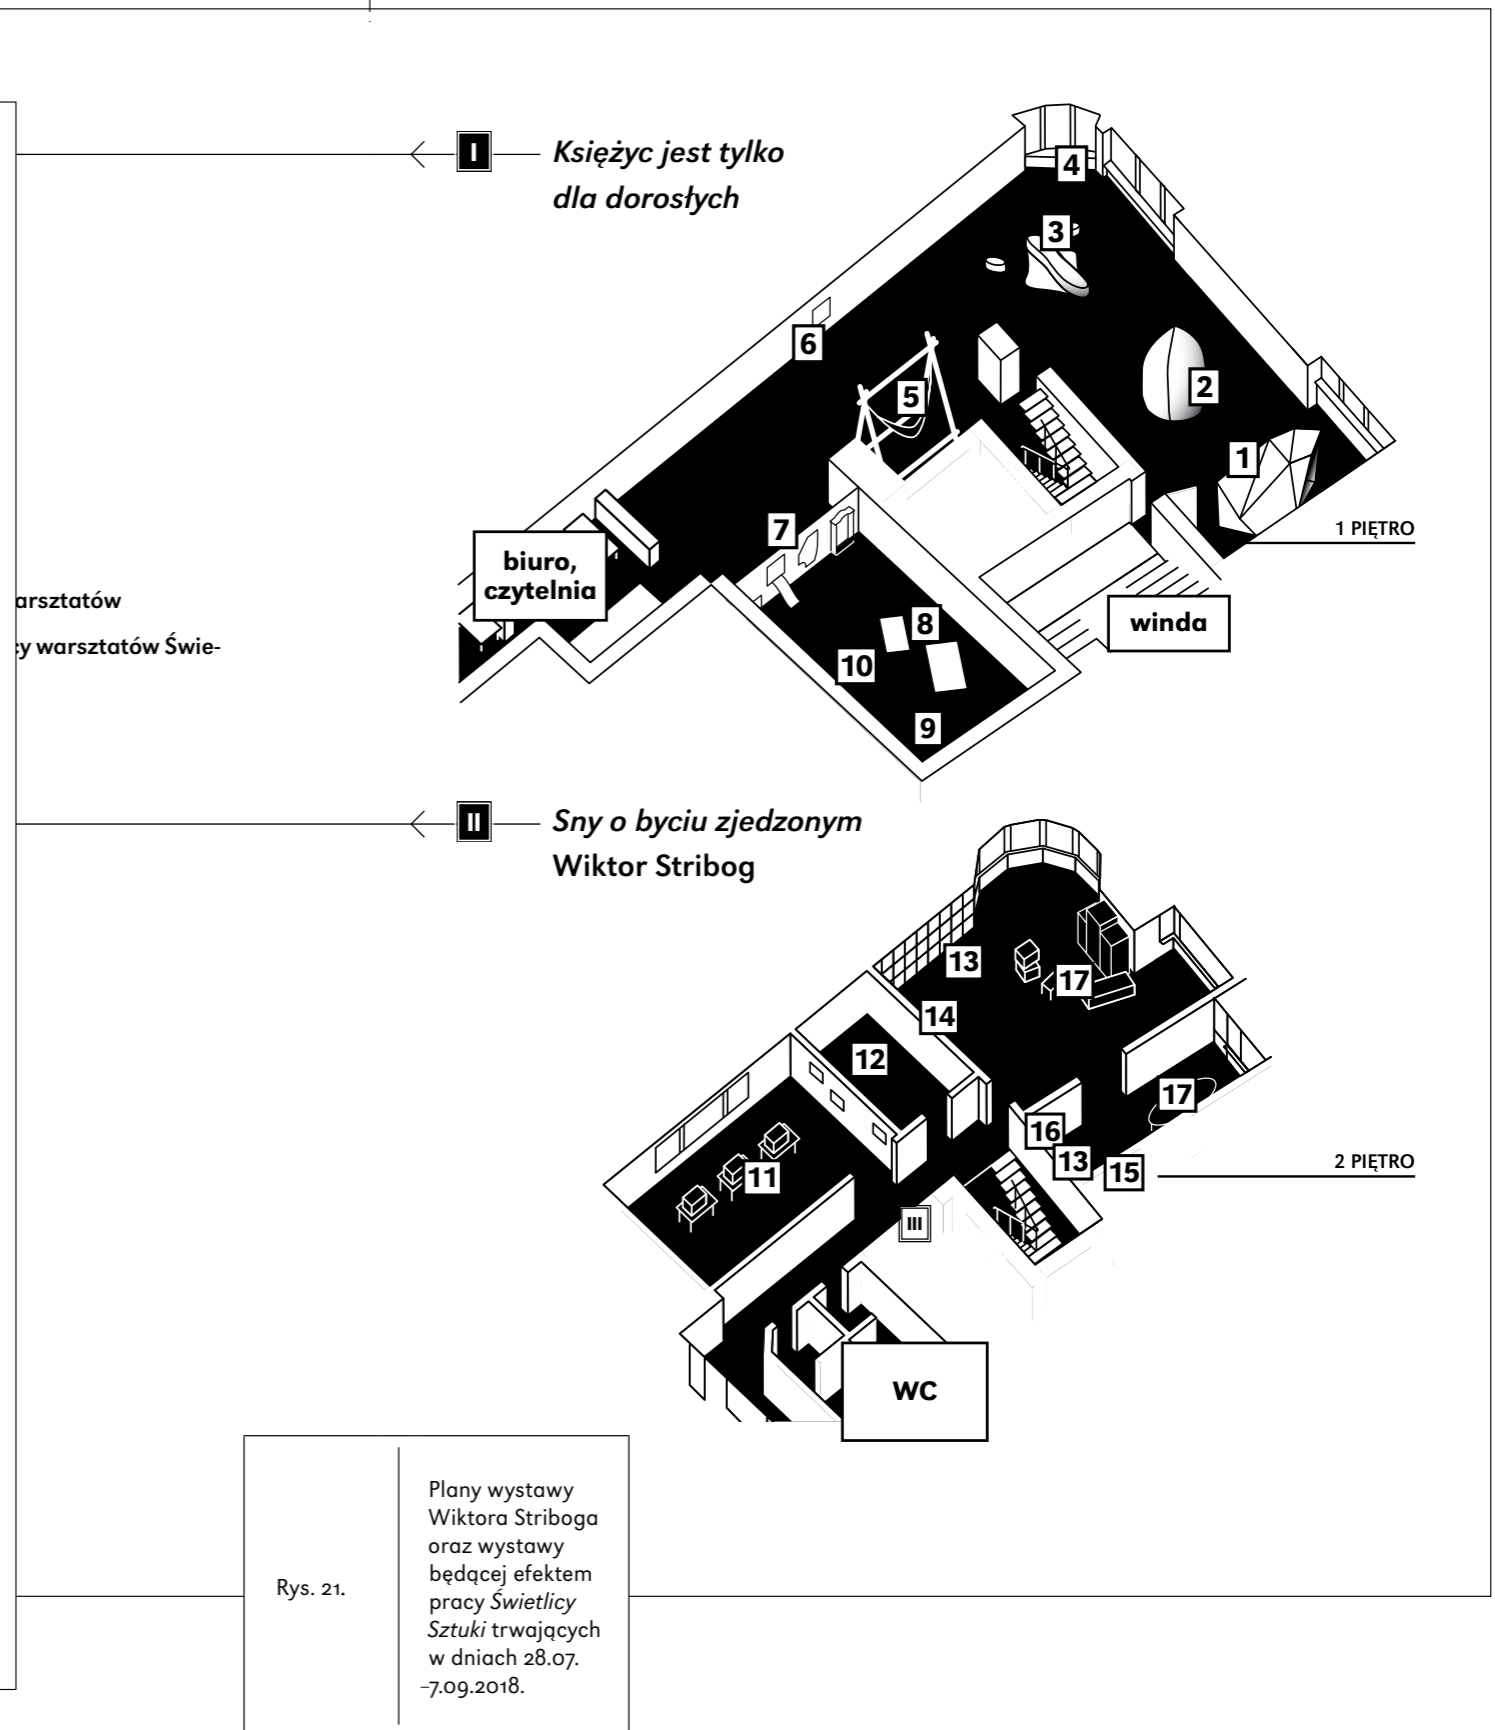 I
Księżyc jest tylko
dla dorosłych
4
3
6
5
2
1
7
1 PIĘTRO
biuro,
czytelnia
8
winda
10
9
arsztatów
cy warsztatów Świe-
II
Sny o byciu zjedzonym
Wiktor Stribog
13
17
14
12
17
16
13
15
2 PIĘTRO
11
III
WC
Rys. 21.
Plany wystawy
Wiktora Striboga
oraz wystawy
będącej efektem
pracy Świetlicy
Sztuki trwających
w dniach 28.07.
–7.09.2018.